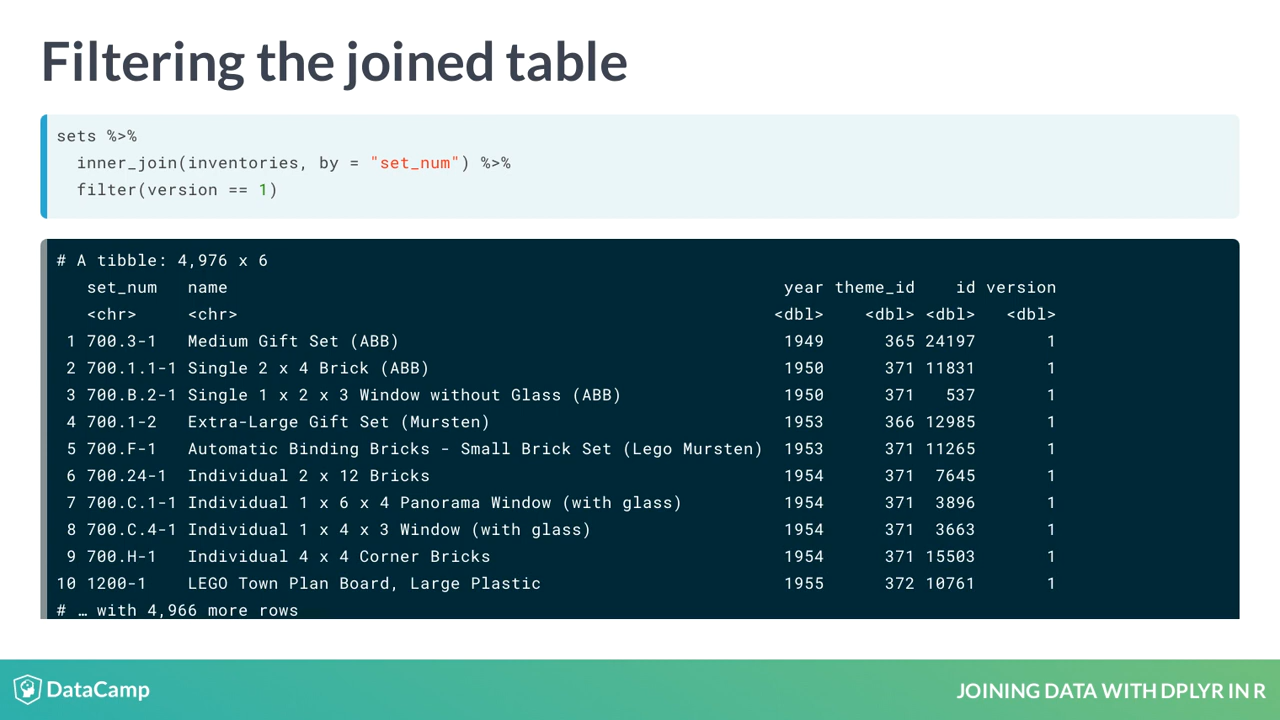 Filtering the joined table
sets %>%
  inner_join(inventories, by = "set_num") %>%
  filter(version == 1)
# A tibble: 4,976 x 6
   set_num   name                                                       year theme_id    id version
   <chr>     <chr>                                                     <dbl>    <dbl> <dbl>   <dbl>
 1 700.3-1   Medium Gift Set (ABB)                                      1949      365 24197       1
 2 700.1.1-1 Single 2 x 4 Brick (ABB)                                   1950      371 11831       1
 3 700.B.2-1 Single 1 x 2 x 3 Window without Glass (ABB)                1950      371   537       1
 4 700.1-2   Extra-Large Gift Set (Mursten)                             1953      366 12985       1
 5 700.F-1   Automatic Binding Bricks - Small Brick Set (Lego Mursten)  1953      371 11265       1
 6 700.24-1  Individual 2 x 12 Bricks                                   1954      371  7645       1
 7 700.C.1-1 Individual 1 x 6 x 4 Panorama Window (with glass)          1954      371  3896       1
 8 700.C.4-1 Individual 1 x 4 x 3 Window (with glass)                   1954      371  3663       1
 9 700.H-1   Individual 4 x 4 Corner Bricks                             1954      371 15503       1
10 1200-1    LEGO Town Plan Board, Large Plastic                        1955      372 10761       1
# … with 4,966 more rows
DataCamp
JOINING DATA WITH DPLYR IN R